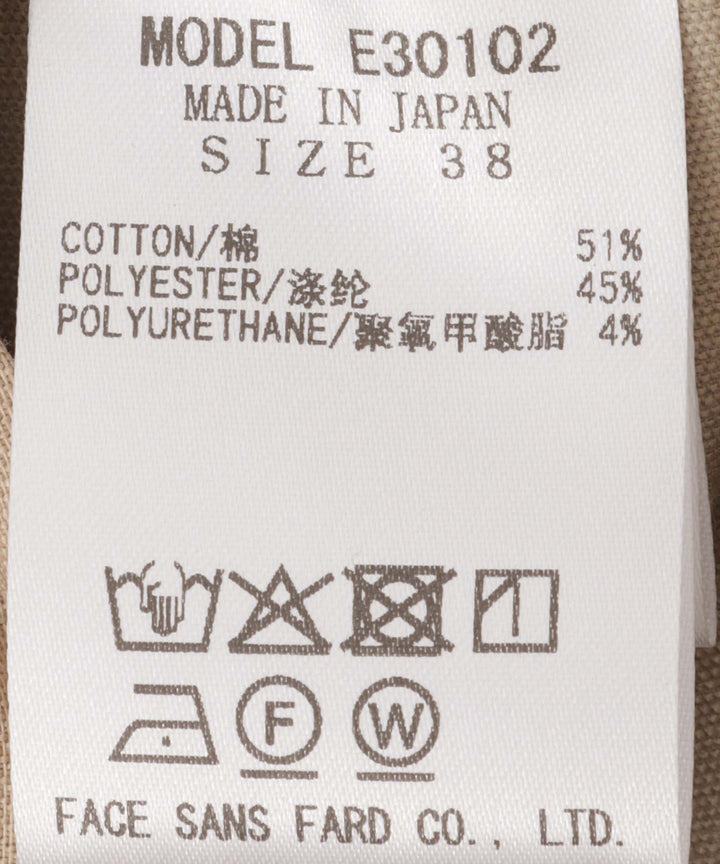 MODEL E30102
MADE IN JAPAN
SIZE 38
COTTON/棉 51%
POLYESTER/涤纶 45%
POLYURETHANE/聚氨甲酸脂 4%
F W
FACE SANS FARD CO., LTD.